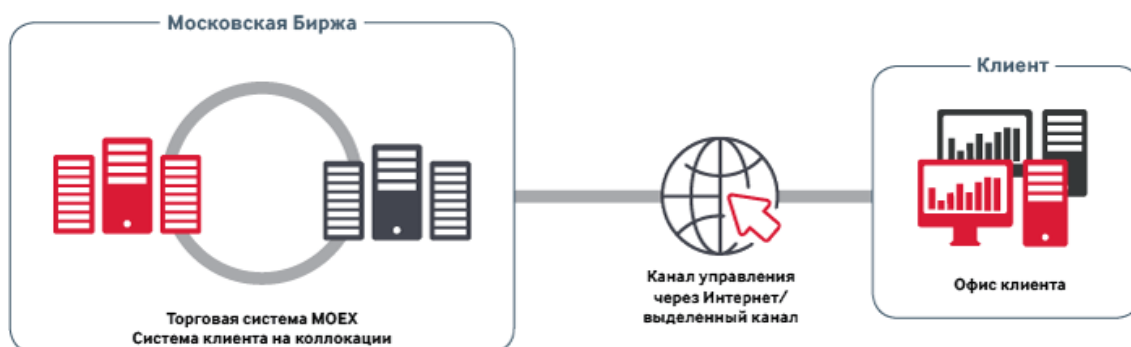 Московская Биржа
Торговая система MOEX
Система клиента на коллокации
Канал управления
через Интернет/
выделенный канал
Клиент
Офис клиента